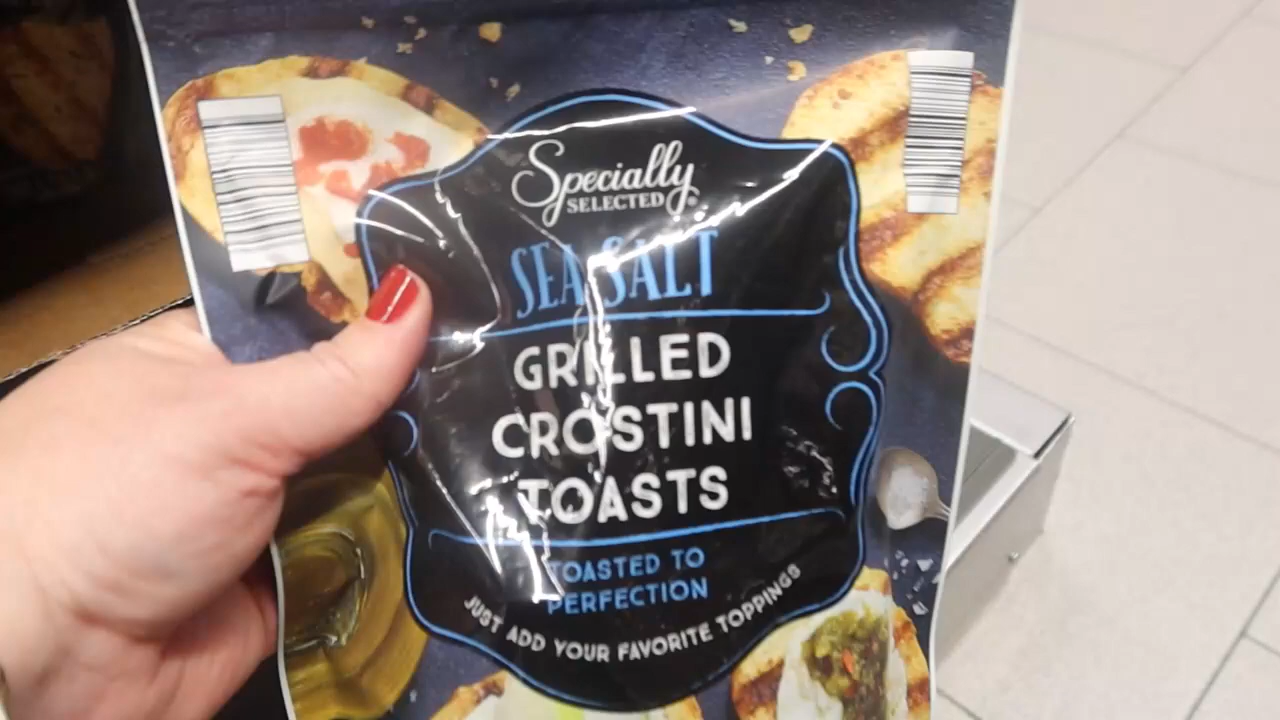 Specially
SELECTED®
SEA SALT
GRILLED
CROSTINI
TOASTS
TOASTED TO
PERFECTION
JUST ADD YOUR FAVORITE TOPPINGS